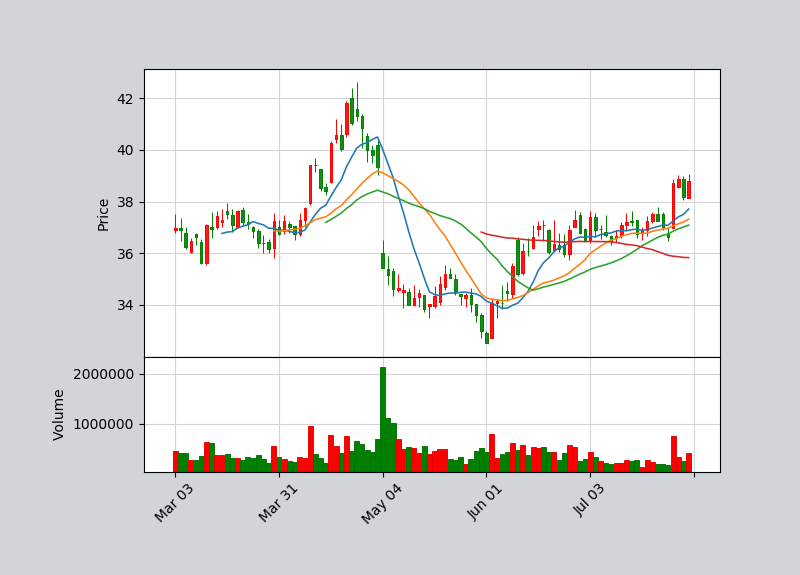 42
40
38
36
34
Price
2000000
1000000
Volume
Mar 03
Mar 31
May 04
Jun 01
Jul 03